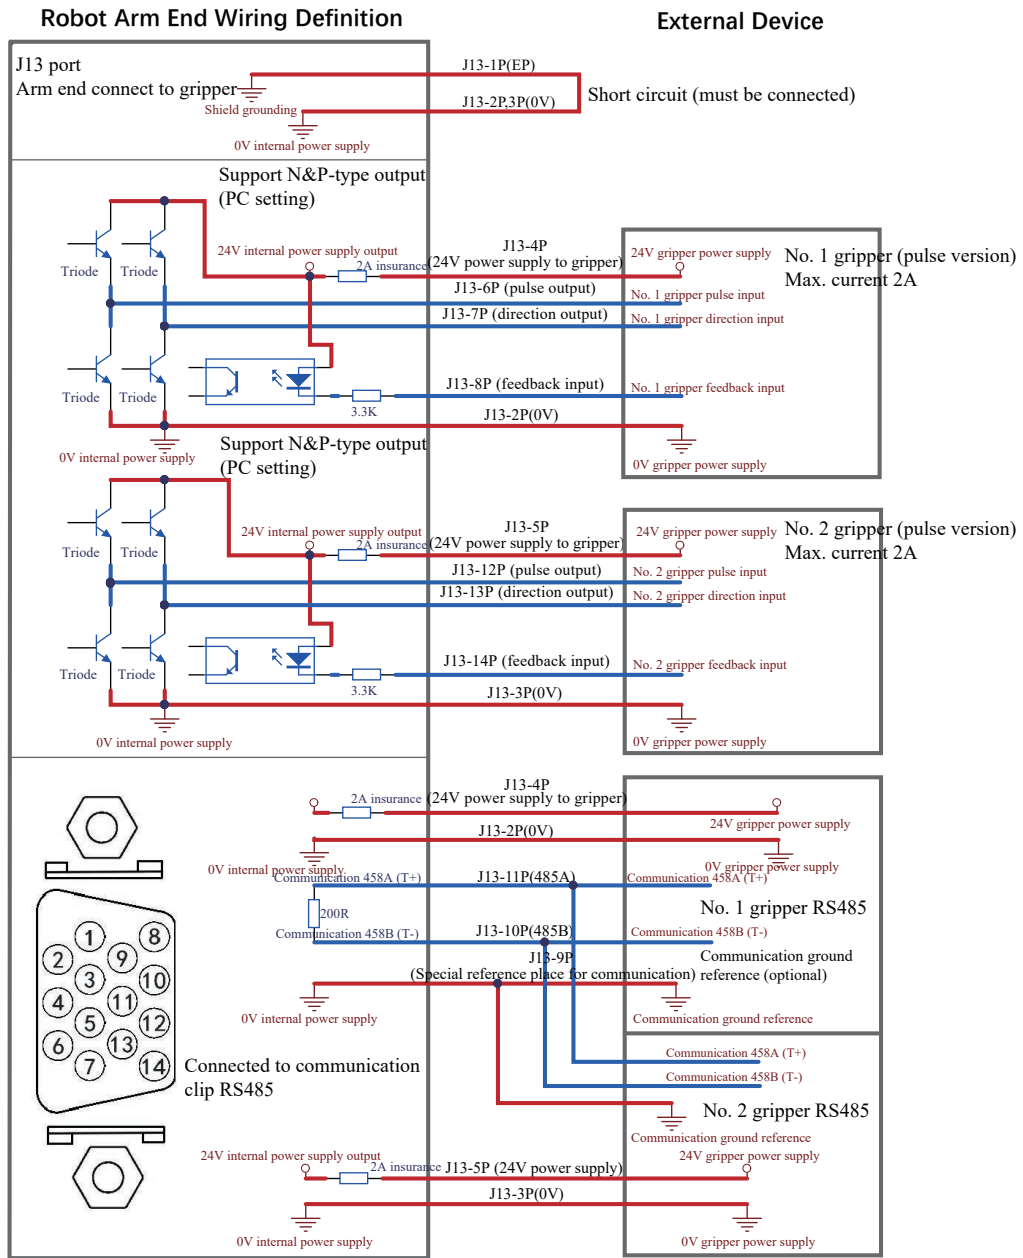 Robot Arm End Wiring Definition
External Device
J13 port
Arm end connect to gripper
J13-1P(EP)
Shield grounding
J13-2P,3P(0V)
Short circuit (must be connected)
0V internal power supply
Support N&P-type output
(PC setting)
24V internal power supply output
2A insurance
J13-4P
(24V power supply to gripper)
24V gripper power supply
No. 1 gripper (pulse version)
Max. current 2A
Triode
Triode
J13-6P (pulse output)
No. 1 gripper pulse input
J13-7P (direction output)
No. 1 gripper direction input
Triode
Triode
3.3K
J13-8P (feedback input)
No. 1 gripper feedback input
J13-2P(0V)
0V internal power supply
0V gripper power supply
Support N&P-type output
(PC setting)
24V internal power supply output
2A insurance
J13-5P
(24V power supply to gripper)
24V gripper power supply
No. 2 gripper (pulse version)
Max. current 2A
Triode
Triode
J13-12P (pulse output)
No. 2 gripper pulse input
J13-13P (direction output)
No. 2 gripper direction input
Triode
Triode
3.3K
J13-14P (feedback input)
No. 2 gripper feedback input
J13-3P(0V)
0V internal power supply
0V gripper power supply
J13-4P
2A insurance
(24V power supply to gripper)
24V gripper power supply
J13-2P(0V)
0V internal power supply
0V gripper power supply
Communication 458A (T+)
J13-11P(485A)
Communication 458A (T+)
200R
No. 1 gripper RS485
Communication 458B (T-)
J13-10P(485B)
Communication 458B (T-)
J13-9P
(Special reference place for communication)
Communication ground
reference (optional)
0V internal power supply
Communication ground reference
1
8
2
9
3
10
4
11
5
12
6
13
7
14
Connected to communication
clip RS485
Communication 458A (T+)
Communication 458B (T-)
No. 2 gripper RS485
Communication ground reference
24V internal power supply output
2A insurance
J13-5P (24V power supply)
24V gripper power supply
J13-3P(0V)
0V internal power supply
0V gripper power supply